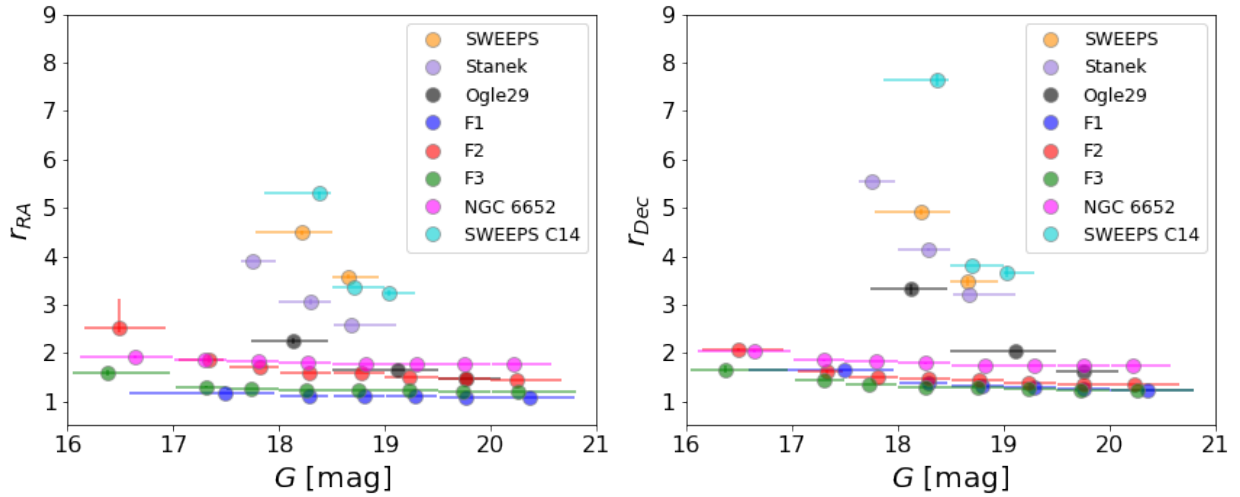 9
8
7
6
5
4
3
2
1
r_RA
16 17 18 19 20 21
G [mag]
SWEEPS
Stanek
Ogle29
F1
F2
F3
NGC 6652
SWEEPS C14
9
8
7
6
5
4
3
2
1
r_Dec
16 17 18 19 20 21
G [mag]
SWEEPS
Stanek
Ogle29
F1
F2
F3
NGC 6652
SWEEPS C14